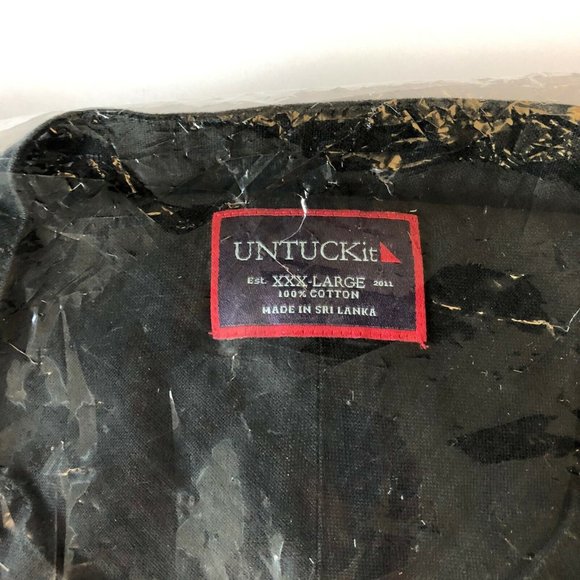 UNTUCKit
Est. XXX-LARGE 2011
100% COTTON
MADE IN SRI LANKA